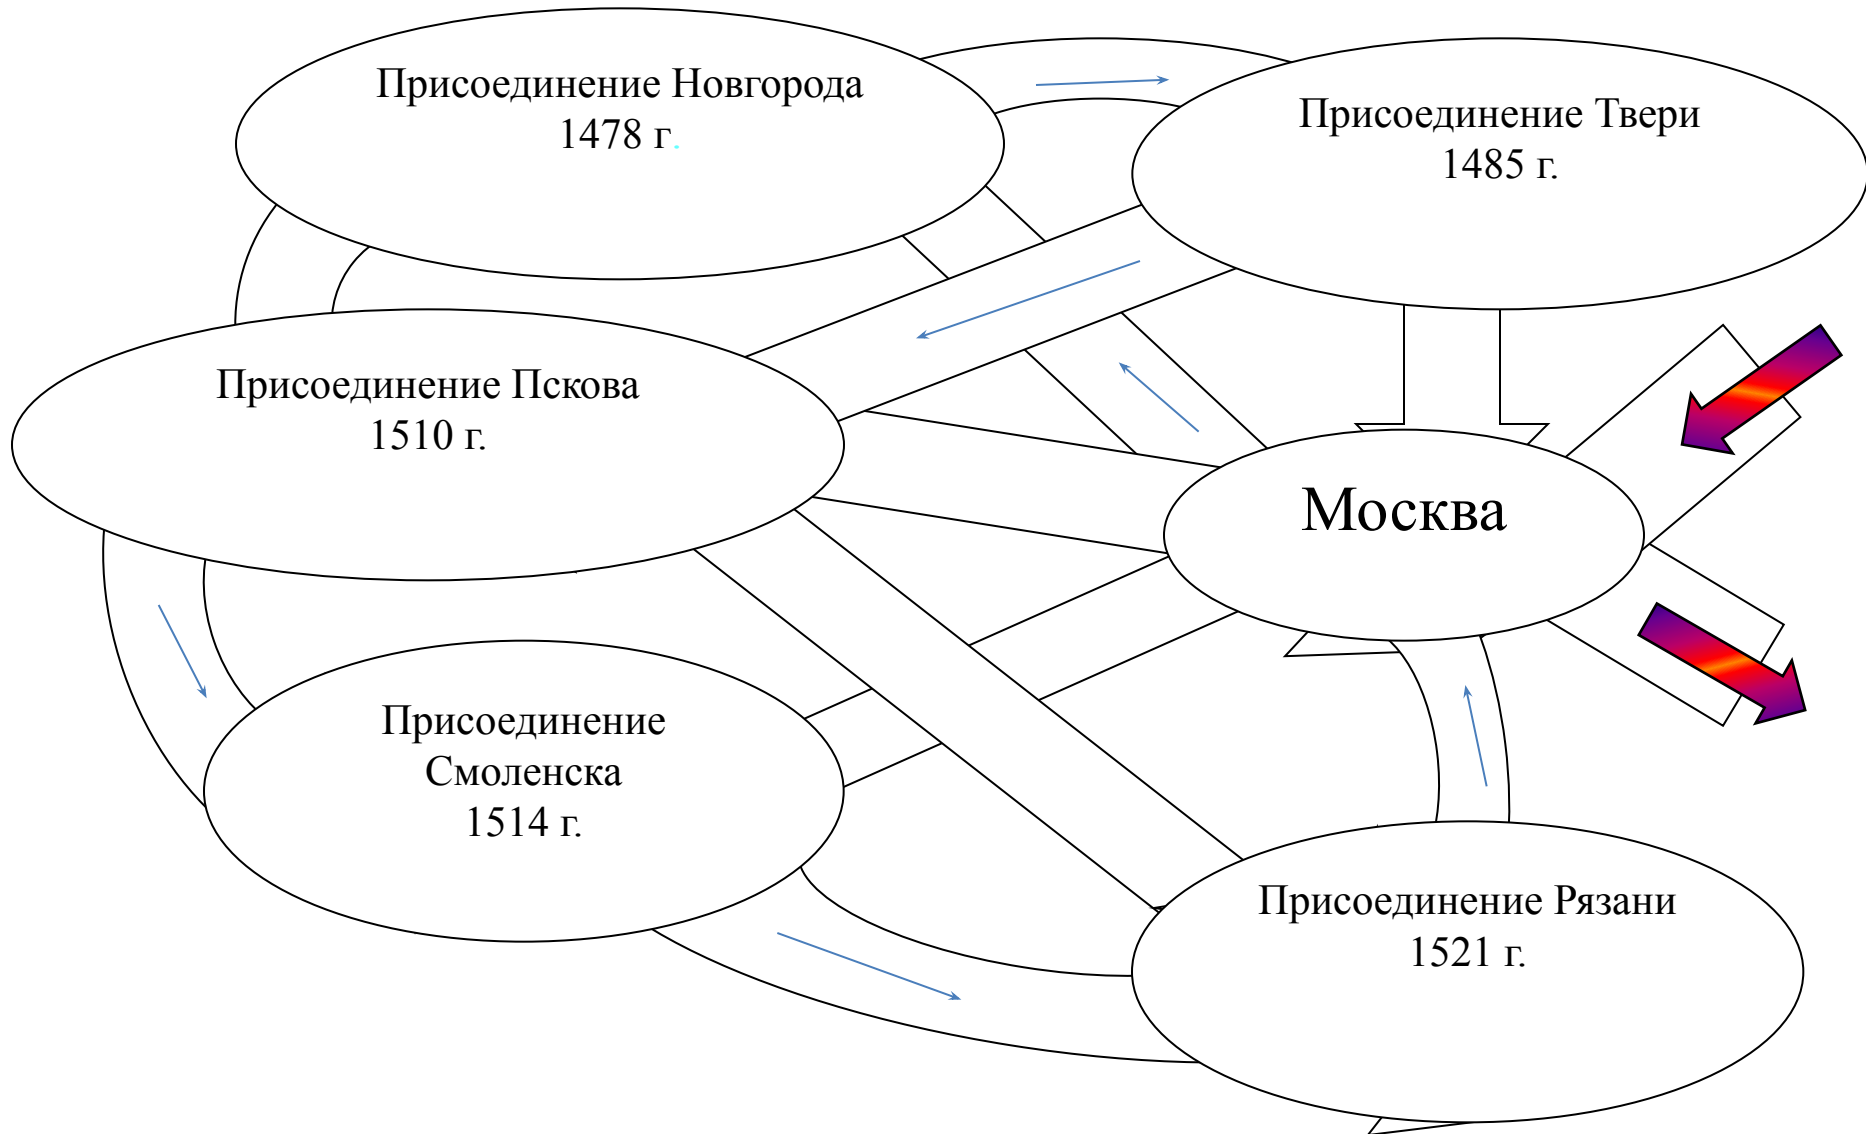 Присоединение Новгорода
1478 г.
Присоединение Твери
1485 г.
Присоединение Пскова
1510 г.
Москва
Присоединение
Смоленска
1514 г.
Присоединение Рязани
1521 г.